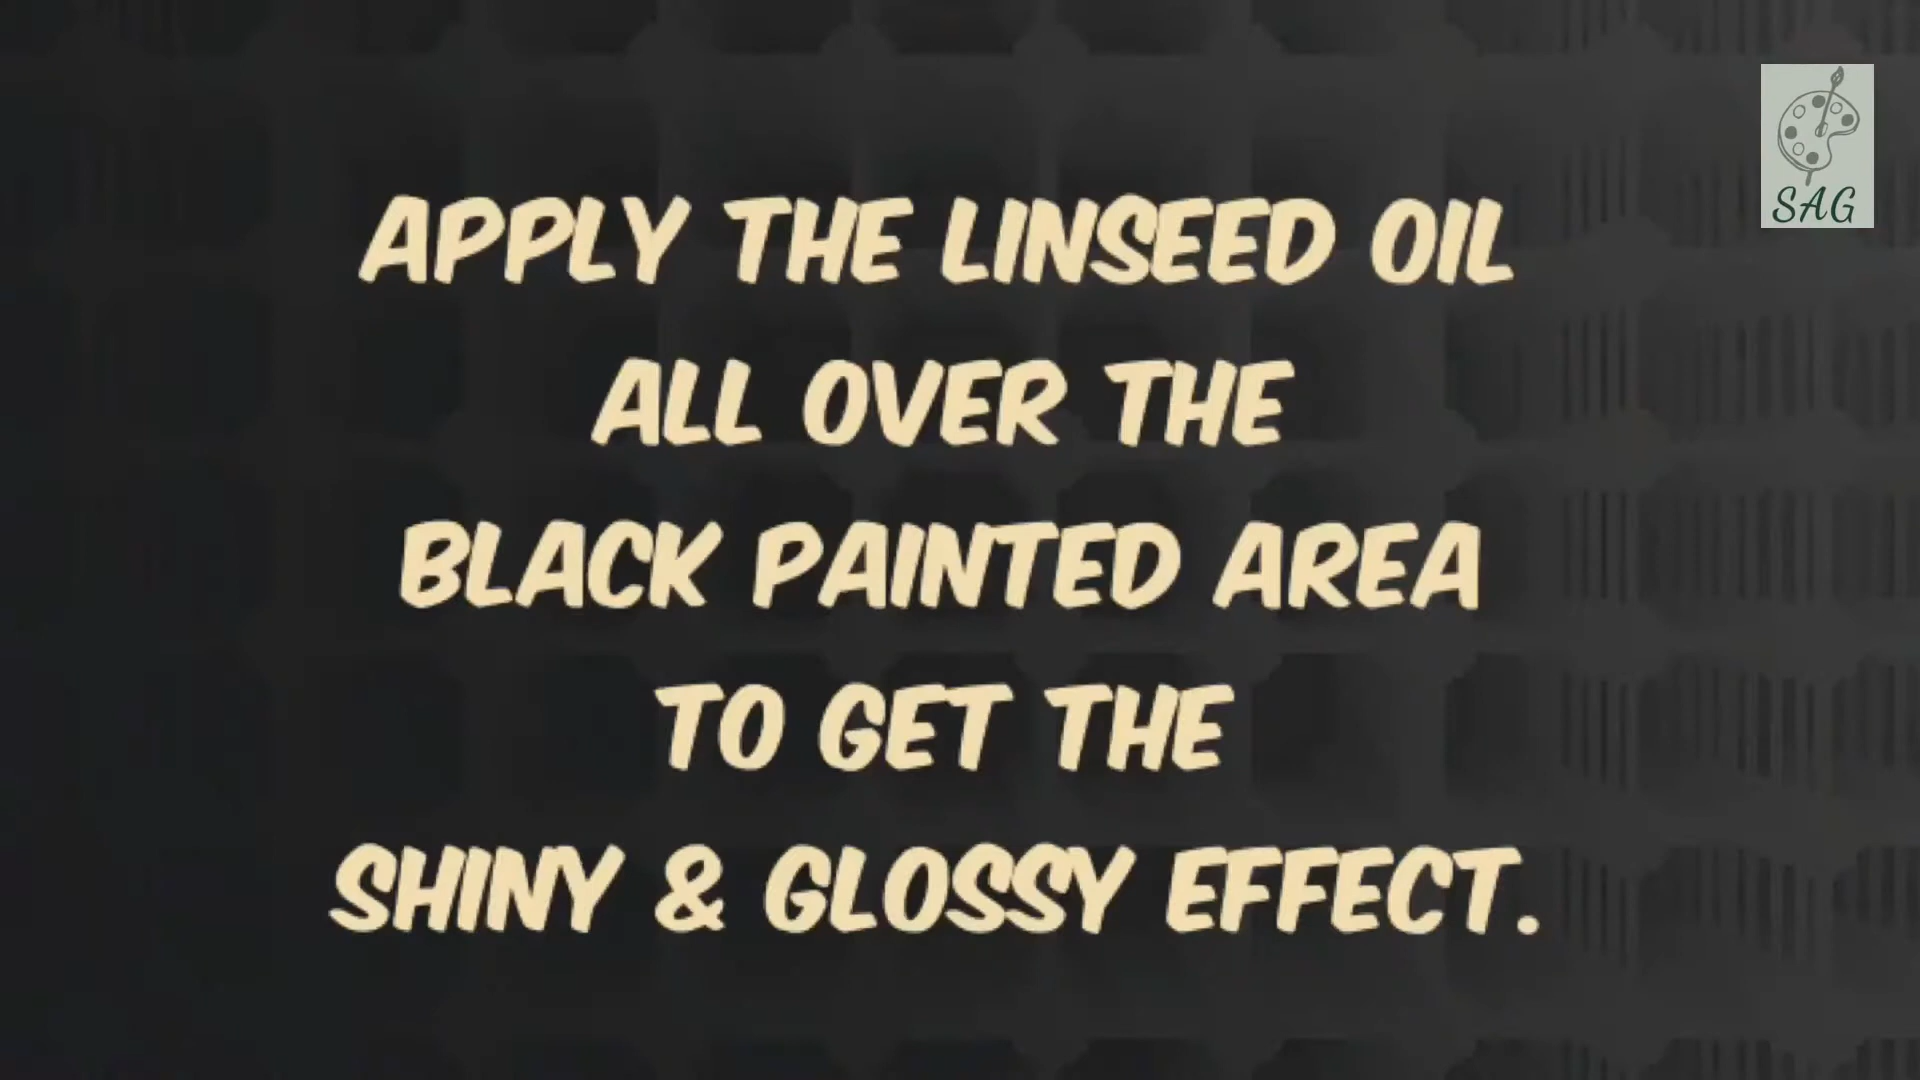 SAG
APPLY THE LINSEED OIL
ALL OVER THE
BLACK PAINTED AREA
TO GET THE
SHINY & GLOSSY EFFECT.